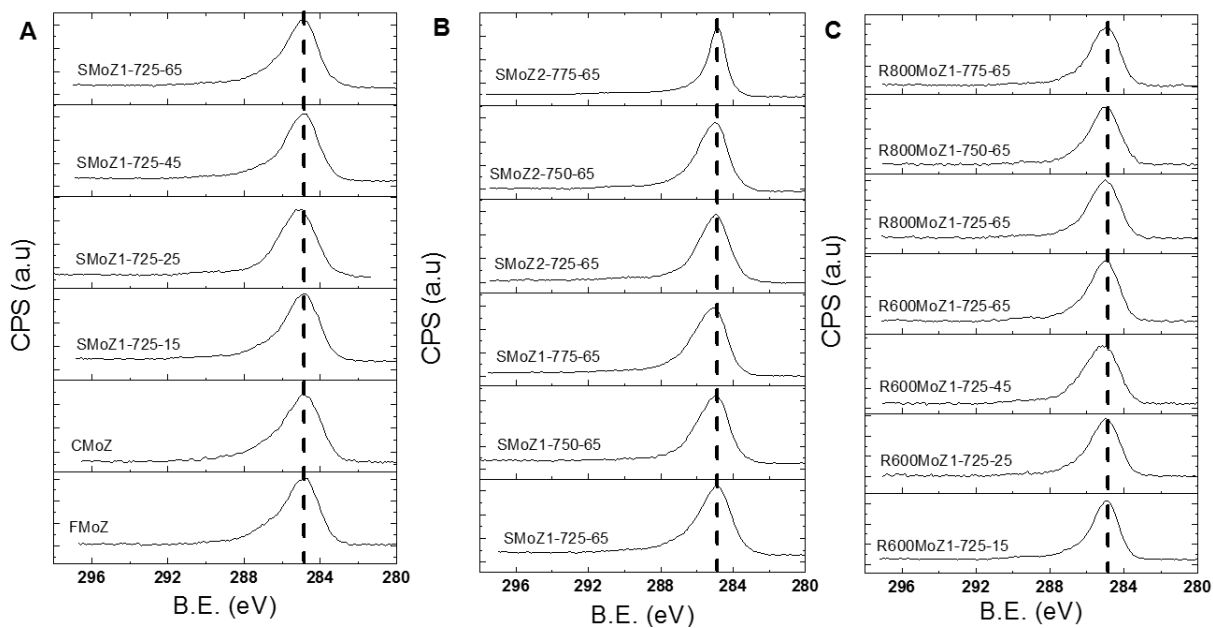 A
SMoZ1-725-65
SMoZ1-725-45
SMoZ1-725-25
SMoZ1-725-15
CMoZ
FMoZ
CPS (a.u)
296 292 288 284 280
B.E. (eV)
B
SMoZ2-775-65
SMoZ2-750-65
SMoZ2-725-65
SMoZ1-775-65
SMoZ1-750-65
SMoZ1-725-65
CPS (a.u)
296 292 288 284 280
B.E. (eV)
C
R800MoZ1-775-65
R800MoZ1-750-65
R800MoZ1-725-65
R600MoZ1-725-65
R600MoZ1-725-45
R600MoZ1-725-25
R600MoZ1-725-15
CPS (a.u)
296 292 288 284 280
B.E. (eV)